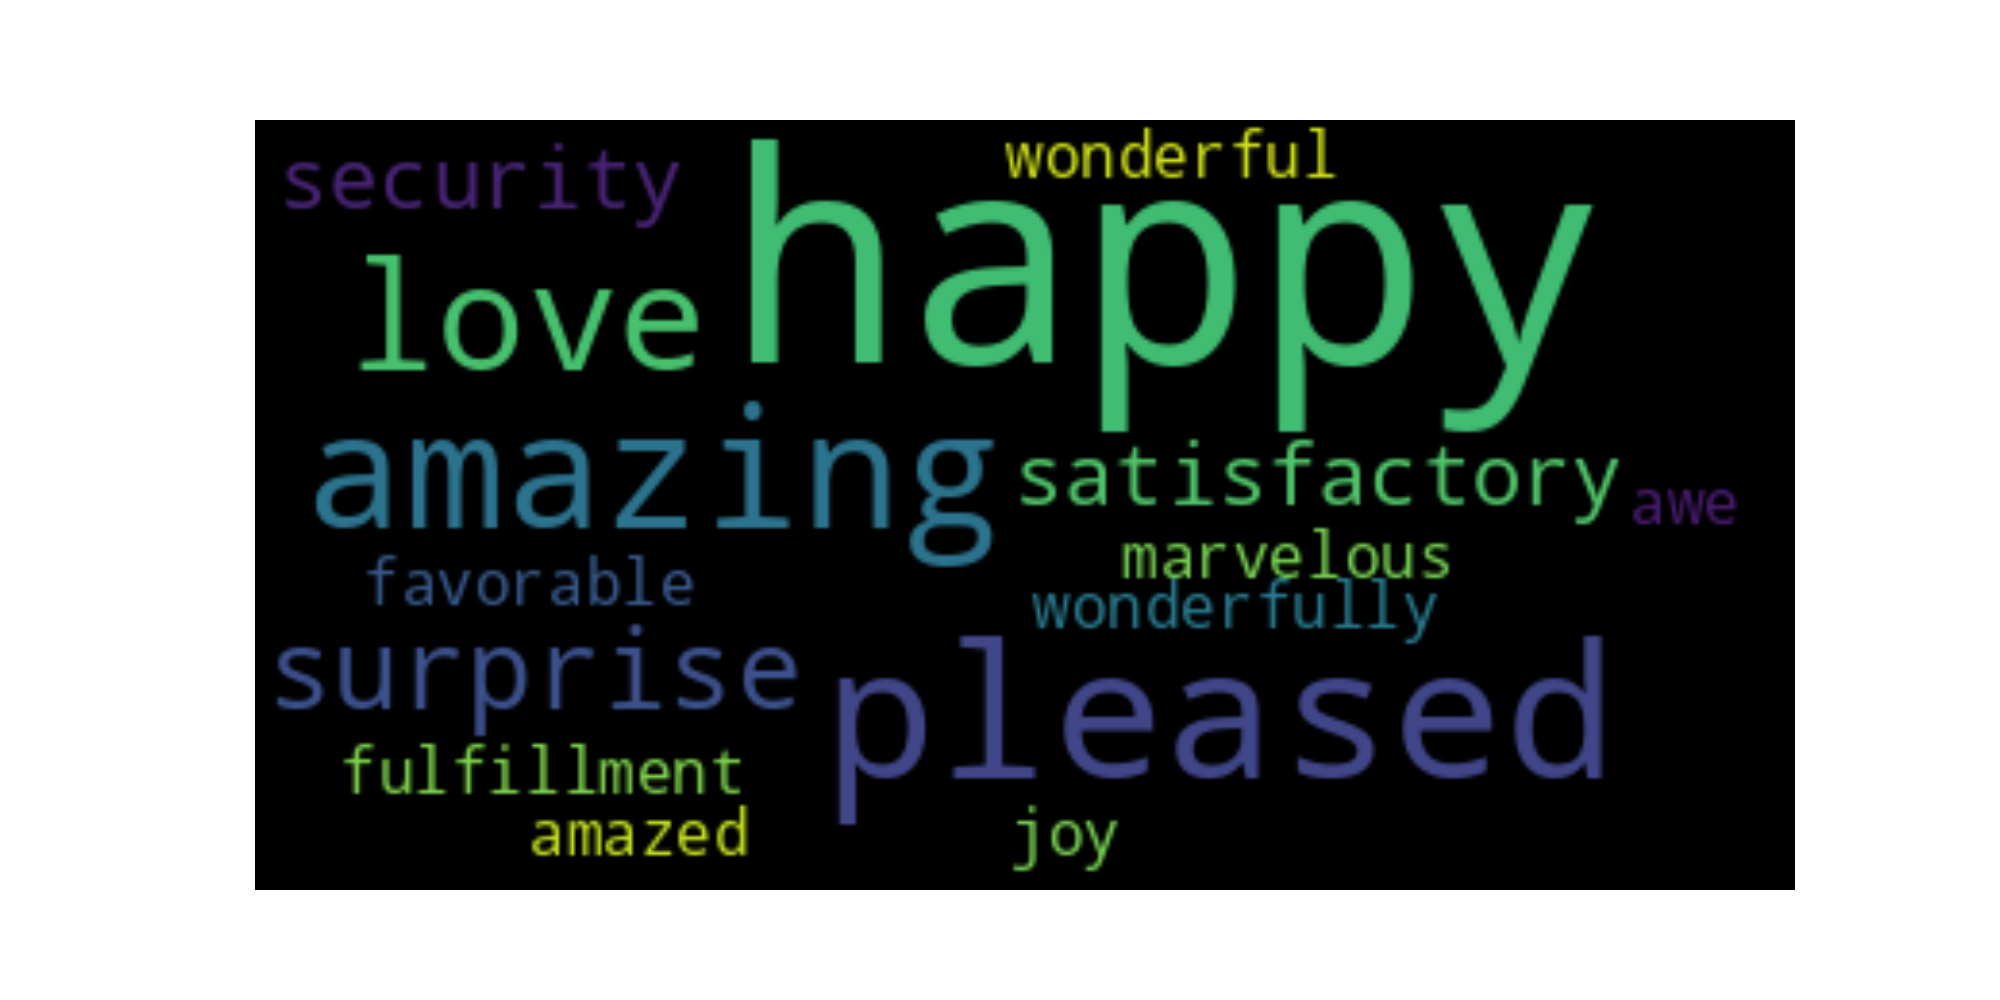 wonderful
security
happy
love
amazing
satisfactory
awe
marvelous
favorable
wonderfully
surprise
pleased
fulfillment
amazed
joy